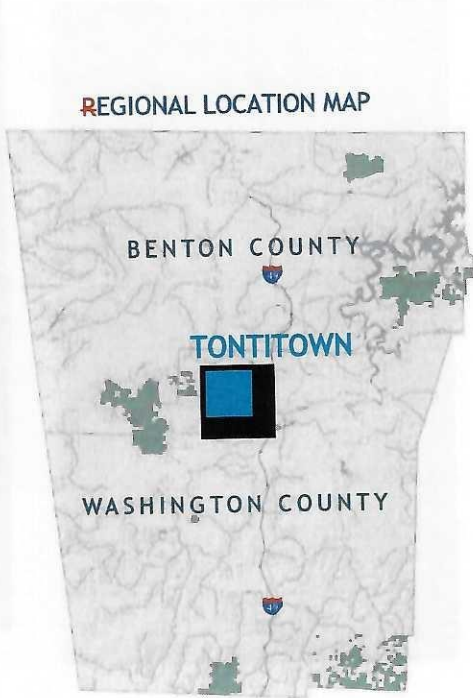 REGIONAL LOCATION MAP
BENTON COUNTY
49
TONTITOWN
WASHINGTON COUNTY
49